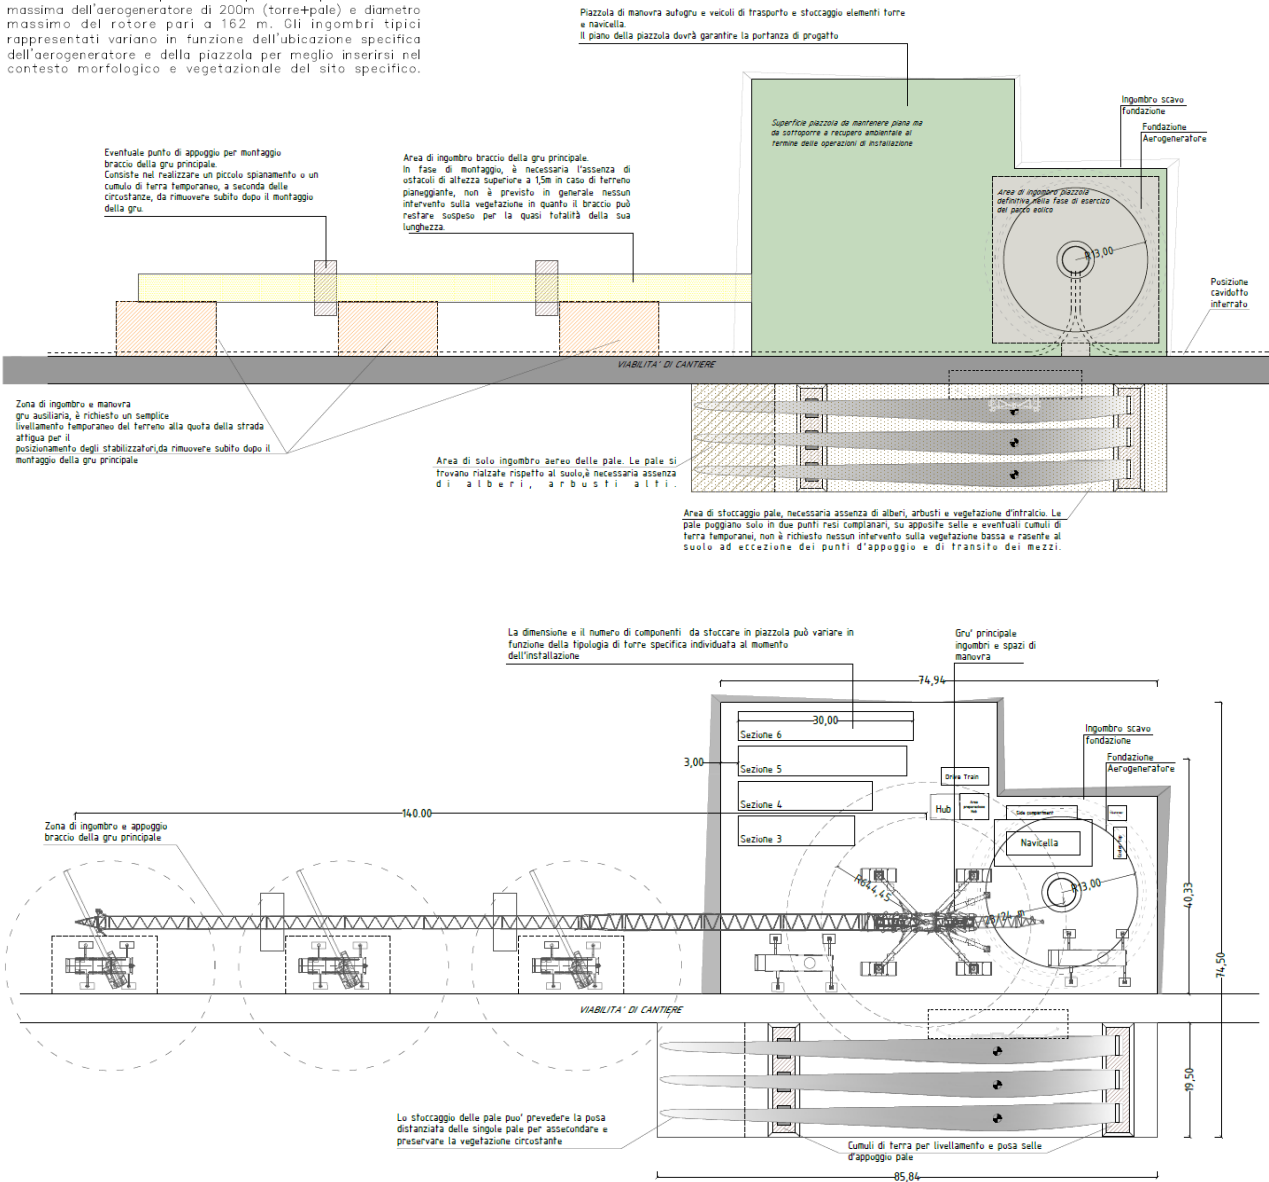 massima dell'aerogeneratore di 200m (torre+pale) e diametro
massimo del rotore pari a 162 m. Gli ingombri tipici
rappresentati variano in funzione dell'ubicazione specifica
dell'aerogeneratore e della piazzola per meglio inserirsi nel
contesto morfologico e vegetazionale del sito specifico.
Piazzola di manovra autogru e veicoli di trasporto e stoccaggio elementi torre
e navicella.
Il piano della piazzola dovrà garantire la portanza di progatto
Superficie piazzola da mantenere piana ma
da sottoporre a recupero ambientale al
termine delle operazioni di installazione
Ingombro scavo
fondazione
Fondazione
Aerogeneratore
Eventuale punto di appoggio per montaggio
braccio della gru principale.
Consiste nel realizzare un piccolo spianamento o un
cumulo di terra temporaneo, a seconda delle
circostanze, da rimuovere subito dopo il montaggio
della gru.
Area di ingombro braccio della gru principale.
In fase di montaggio, è necessaria l'assenza di
ostacoli di altezza superiore a 1,5m in caso di terreno
pianeggiante, non è previsto in generale nessun
intervento sulla vegetazione in quanto il braccio può
restare sospeso per la quasi totalità della sua
lunghezza.
Area di ingombro piazzola
definitiva nella fase di esercizo
del parco eolico
R13,00
Posizione
cavidotto
interrato
VIABILITA' DI CANTIERE
Zona di ingombro e manovra
gru ausiliaria, è richiesto un semplice
livellamento temporaneo del terreno alla quota della strada
attigua per il
posizionamento degli stabilizzatori,da rimuovere subito dopo il
montaggio della gru principale
Area di solo ingombro aereo delle pale. Le pale si
trovano rialzate rispetto al suolo,è necessaria assenza
di alberi, arbusti alti.
Area di stoccaggio pale, necessaria assenza di alberi, arbusti e vegetazione d'intralcio. Le
pale poggiano solo in due punti resi complanari, su apposite selle e eventuali cumuli di
terra temporanei, non è richiesto nessun intervento sulla vegetazione bassa e rasente al
suolo ad eccezione dei punti d'appoggio e di transito dei mezzi.
La dimensione e il numero di componenti da stoccare in piazzola può variare in
funzione della tipologia di torre specifica individuata al momento
dell'installazione
Gru' principale
ingombri e spazi di
manovra
74,94
30,00
Sezione 6
Ingombro scavo
fondazione
3,00
Sezione 5
Fondazione
Aerogeneratore
Drive Train
Sezione 4
Hub
Side compartment
140.00
Zona di ingombro e appoggio
braccio della gru principale
Sezione 3
Navicella
R13,00
40,33
74,50
VIABILITA' DI CANTIERE
19,50
Lo stoccaggio delle pale puo' prevedere la posa
distanziata delle singole pale per assecondare e
preservare la vegetazione circostante
Cumuli di terra per livellamento e posa selle
d'appoggio pale
85,84